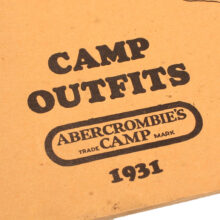 CAMP
OUTFITS
ABERCROMBIE'S
TRADE CAMP MARK
1931